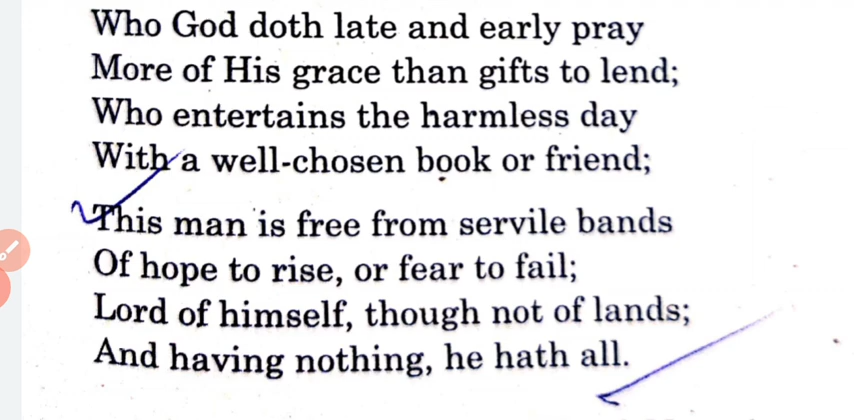 Who God doth late and early pray
More of His grace than gifts to lend;
Who entertains the harmless day
With a well-chosen book or friend;
This man is free from servile bands
Of hope to rise, or fear to fail;
Lord of himself, though not of lands;
And having nothing, he hath all.